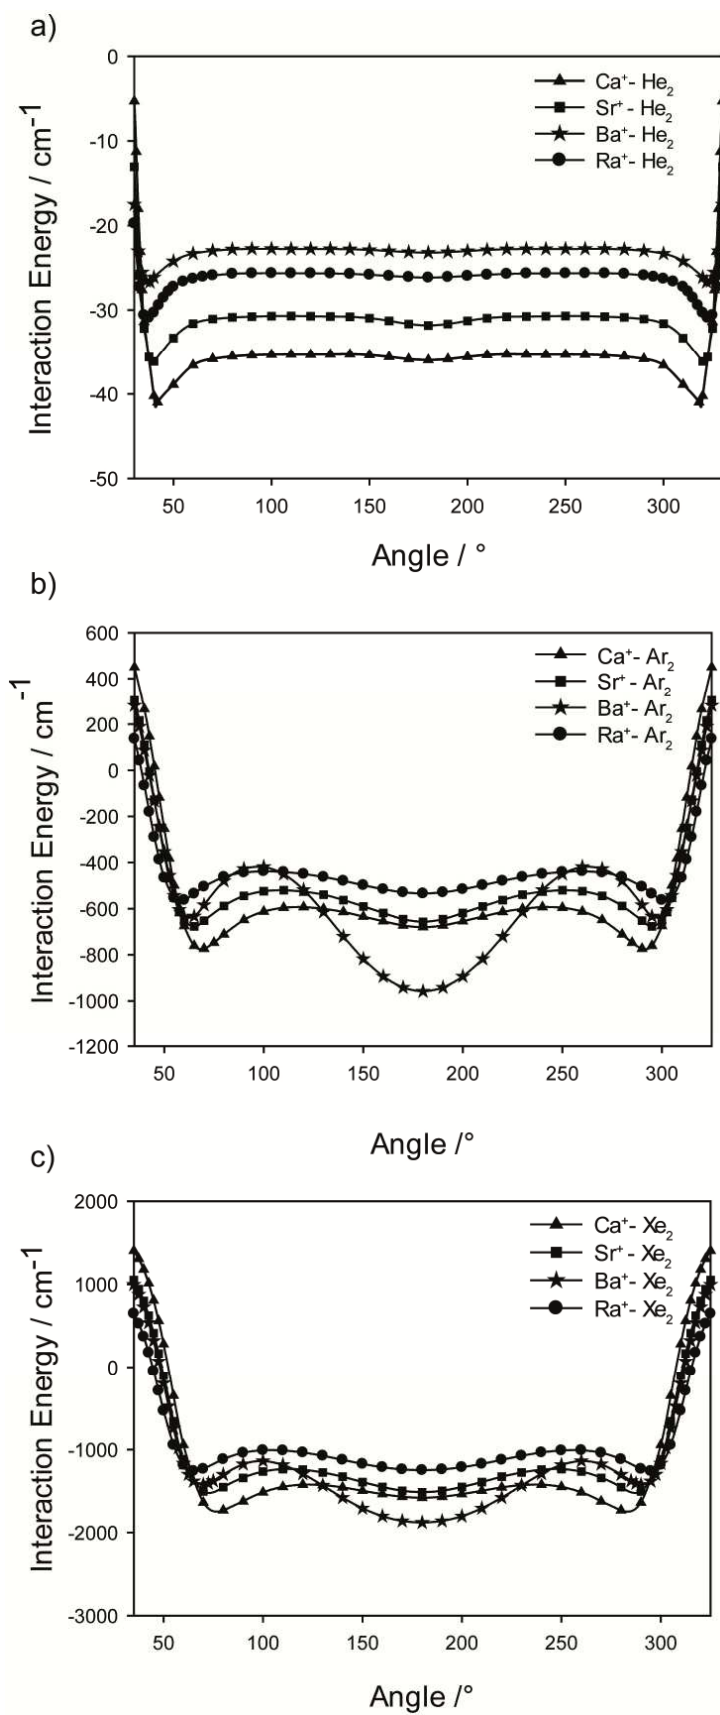 a)
Interaction Energy / cm⁻¹
0
-10
-20
-30
-40
-50
Ca⁺- He₂
Sr⁺ - He₂
Ba⁺- He₂
Ra⁺- He₂
50 100 150 200 250 300
Angle / °
b)
Interaction Energy / cm⁻¹
600
400
200
0
-200
-400
-600
-800
-1000
-1200
Ca⁺- Ar₂
Sr⁺ - Ar₂
Ba⁺- Ar₂
Ra⁺- Ar₂
50 100 150 200 250 300
Angle /°
c)
Interaction Energy / cm⁻¹
2000
1000
0
-1000
-2000
-3000
Ca⁺- Xe₂
Sr⁺- Xe₂
Ba⁺- Xe₂
Ra⁺- Xe₂
50 100 150 200 250 300
Angle /°